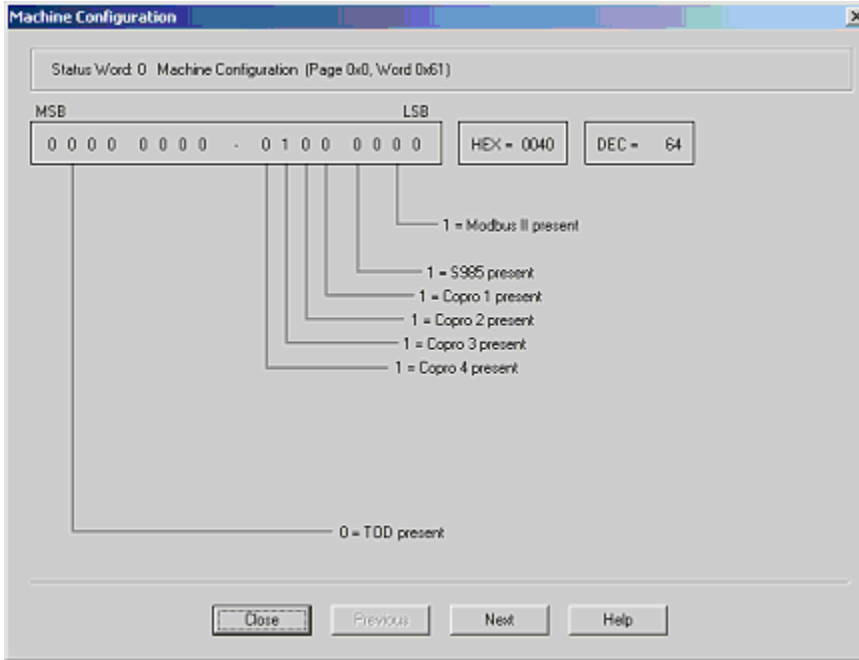 Machine Configuration
Status Word: 0 Machine Configuration (Page 0x0, Word 0x61)
MSB LSB
0 0 0 0 0 0 0 0 - 0 1 0 0 0 0 0 0 HEX = 0040 DEC = 64
1 = Modbus II present
1 = S985 present
1 = Copro 1 present
1 = Copro 2 present
1 = Copro 3 present
1 = Copro 4 present
0 = TOD present
Close Previous Next Help